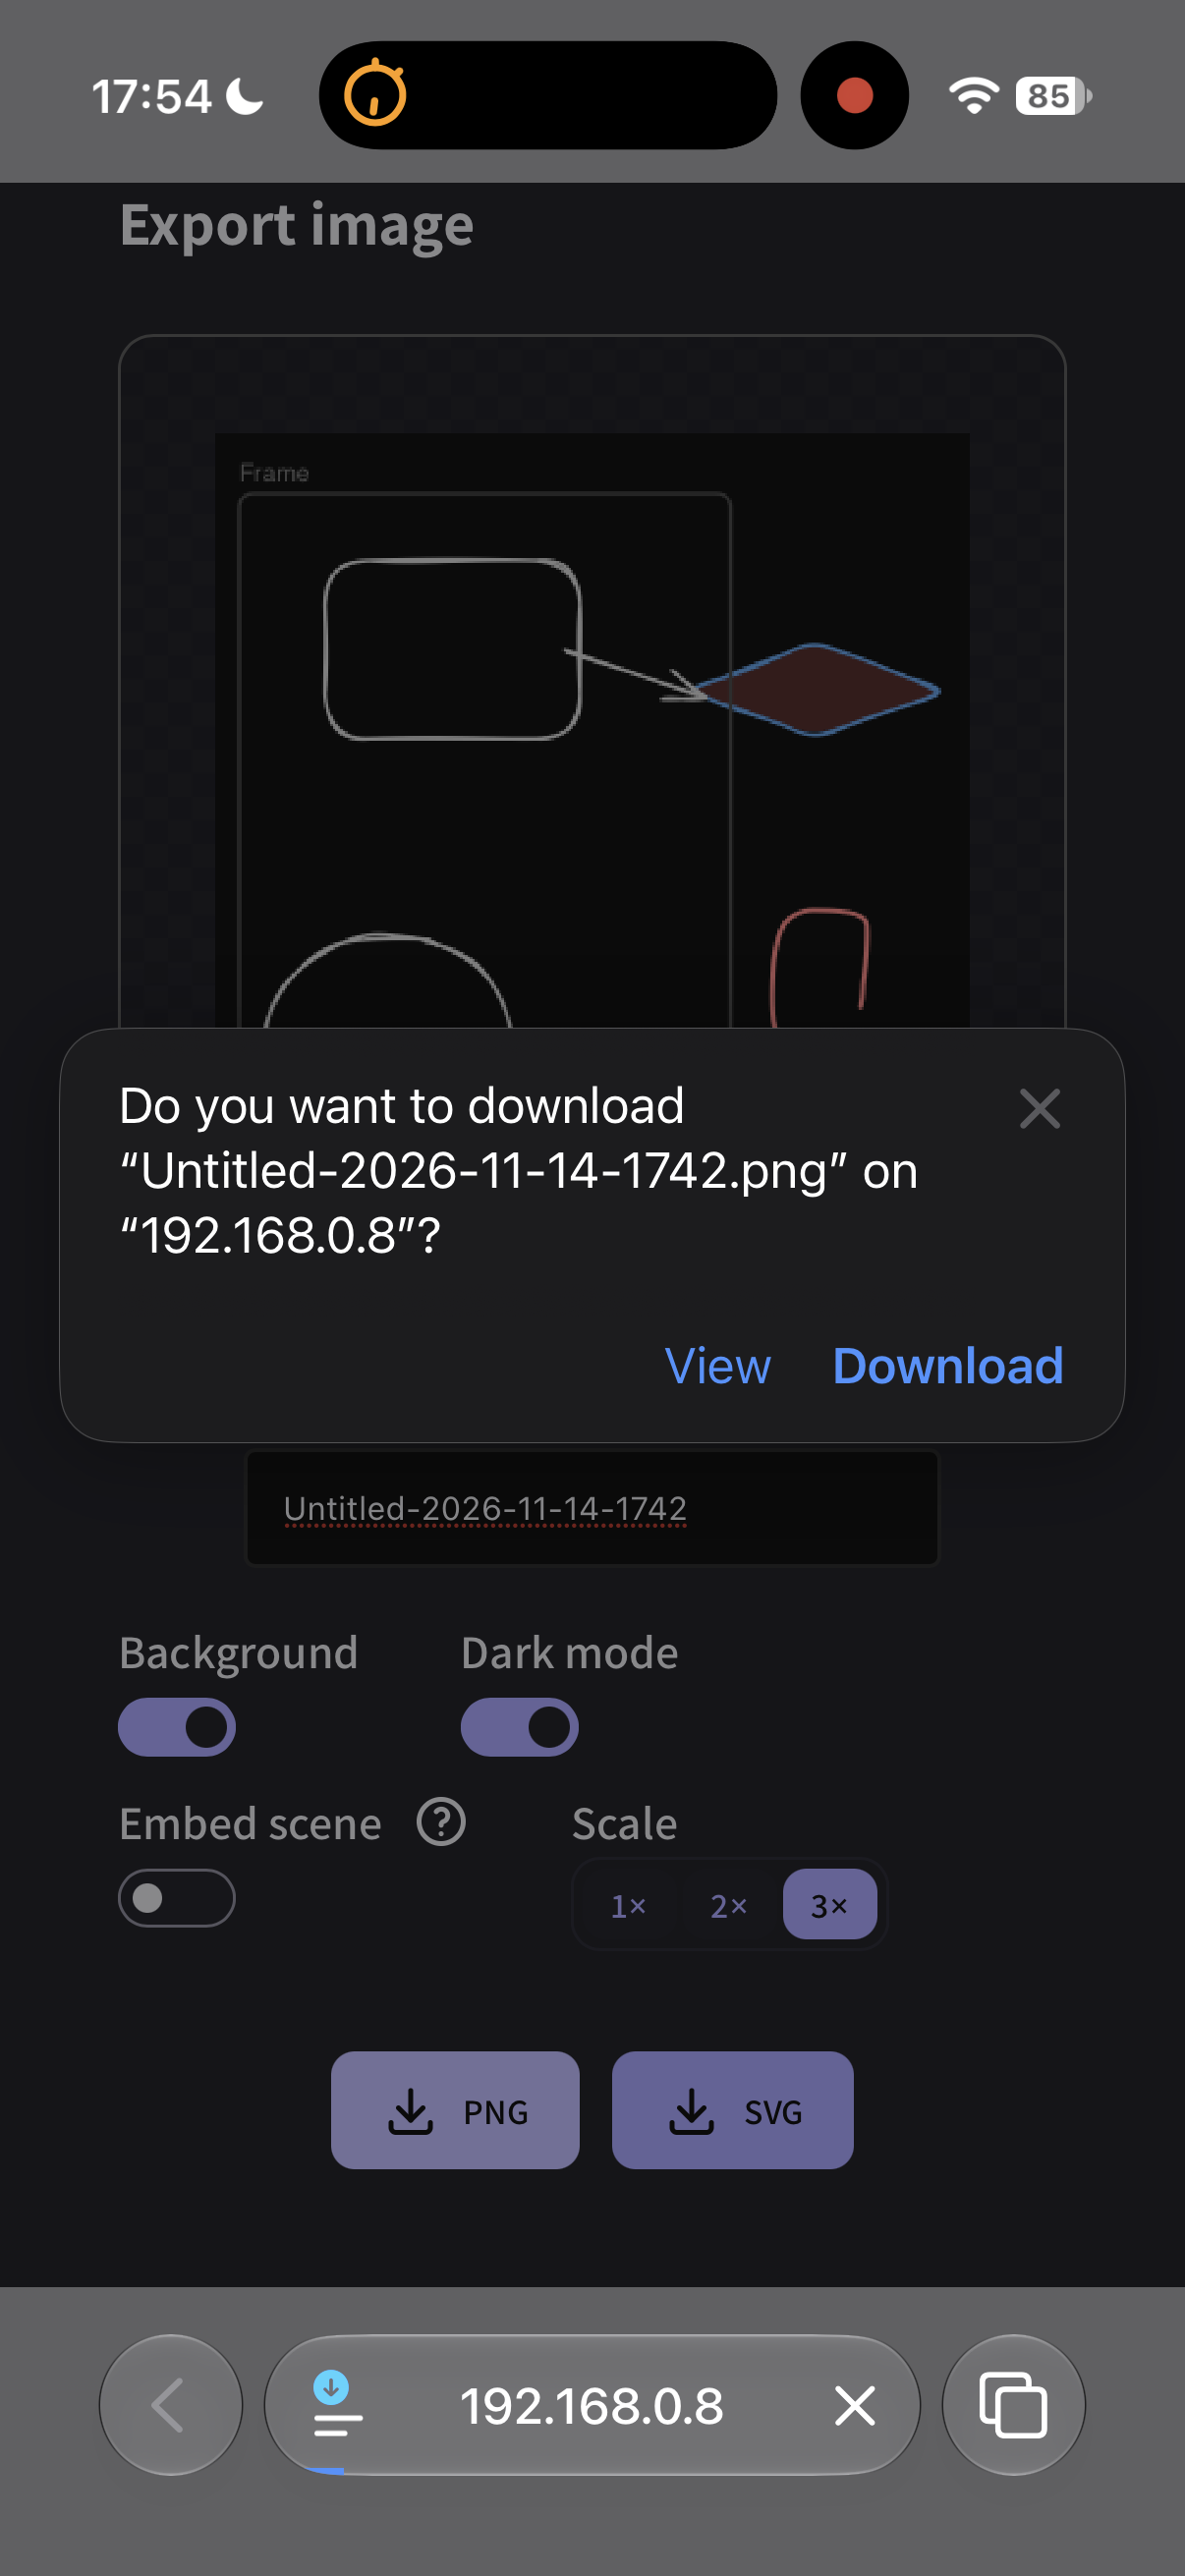 17:54
85
Export image
Frame
Do you want to download
“Untitled-2026-11-14-1742.png” on
“192.168.0.8”?
View Download
Untitled-2026-11-14-1742
Background Dark mode
Embed scene ? Scale
1× 2× 3×
PNG SVG
192.168.0.8